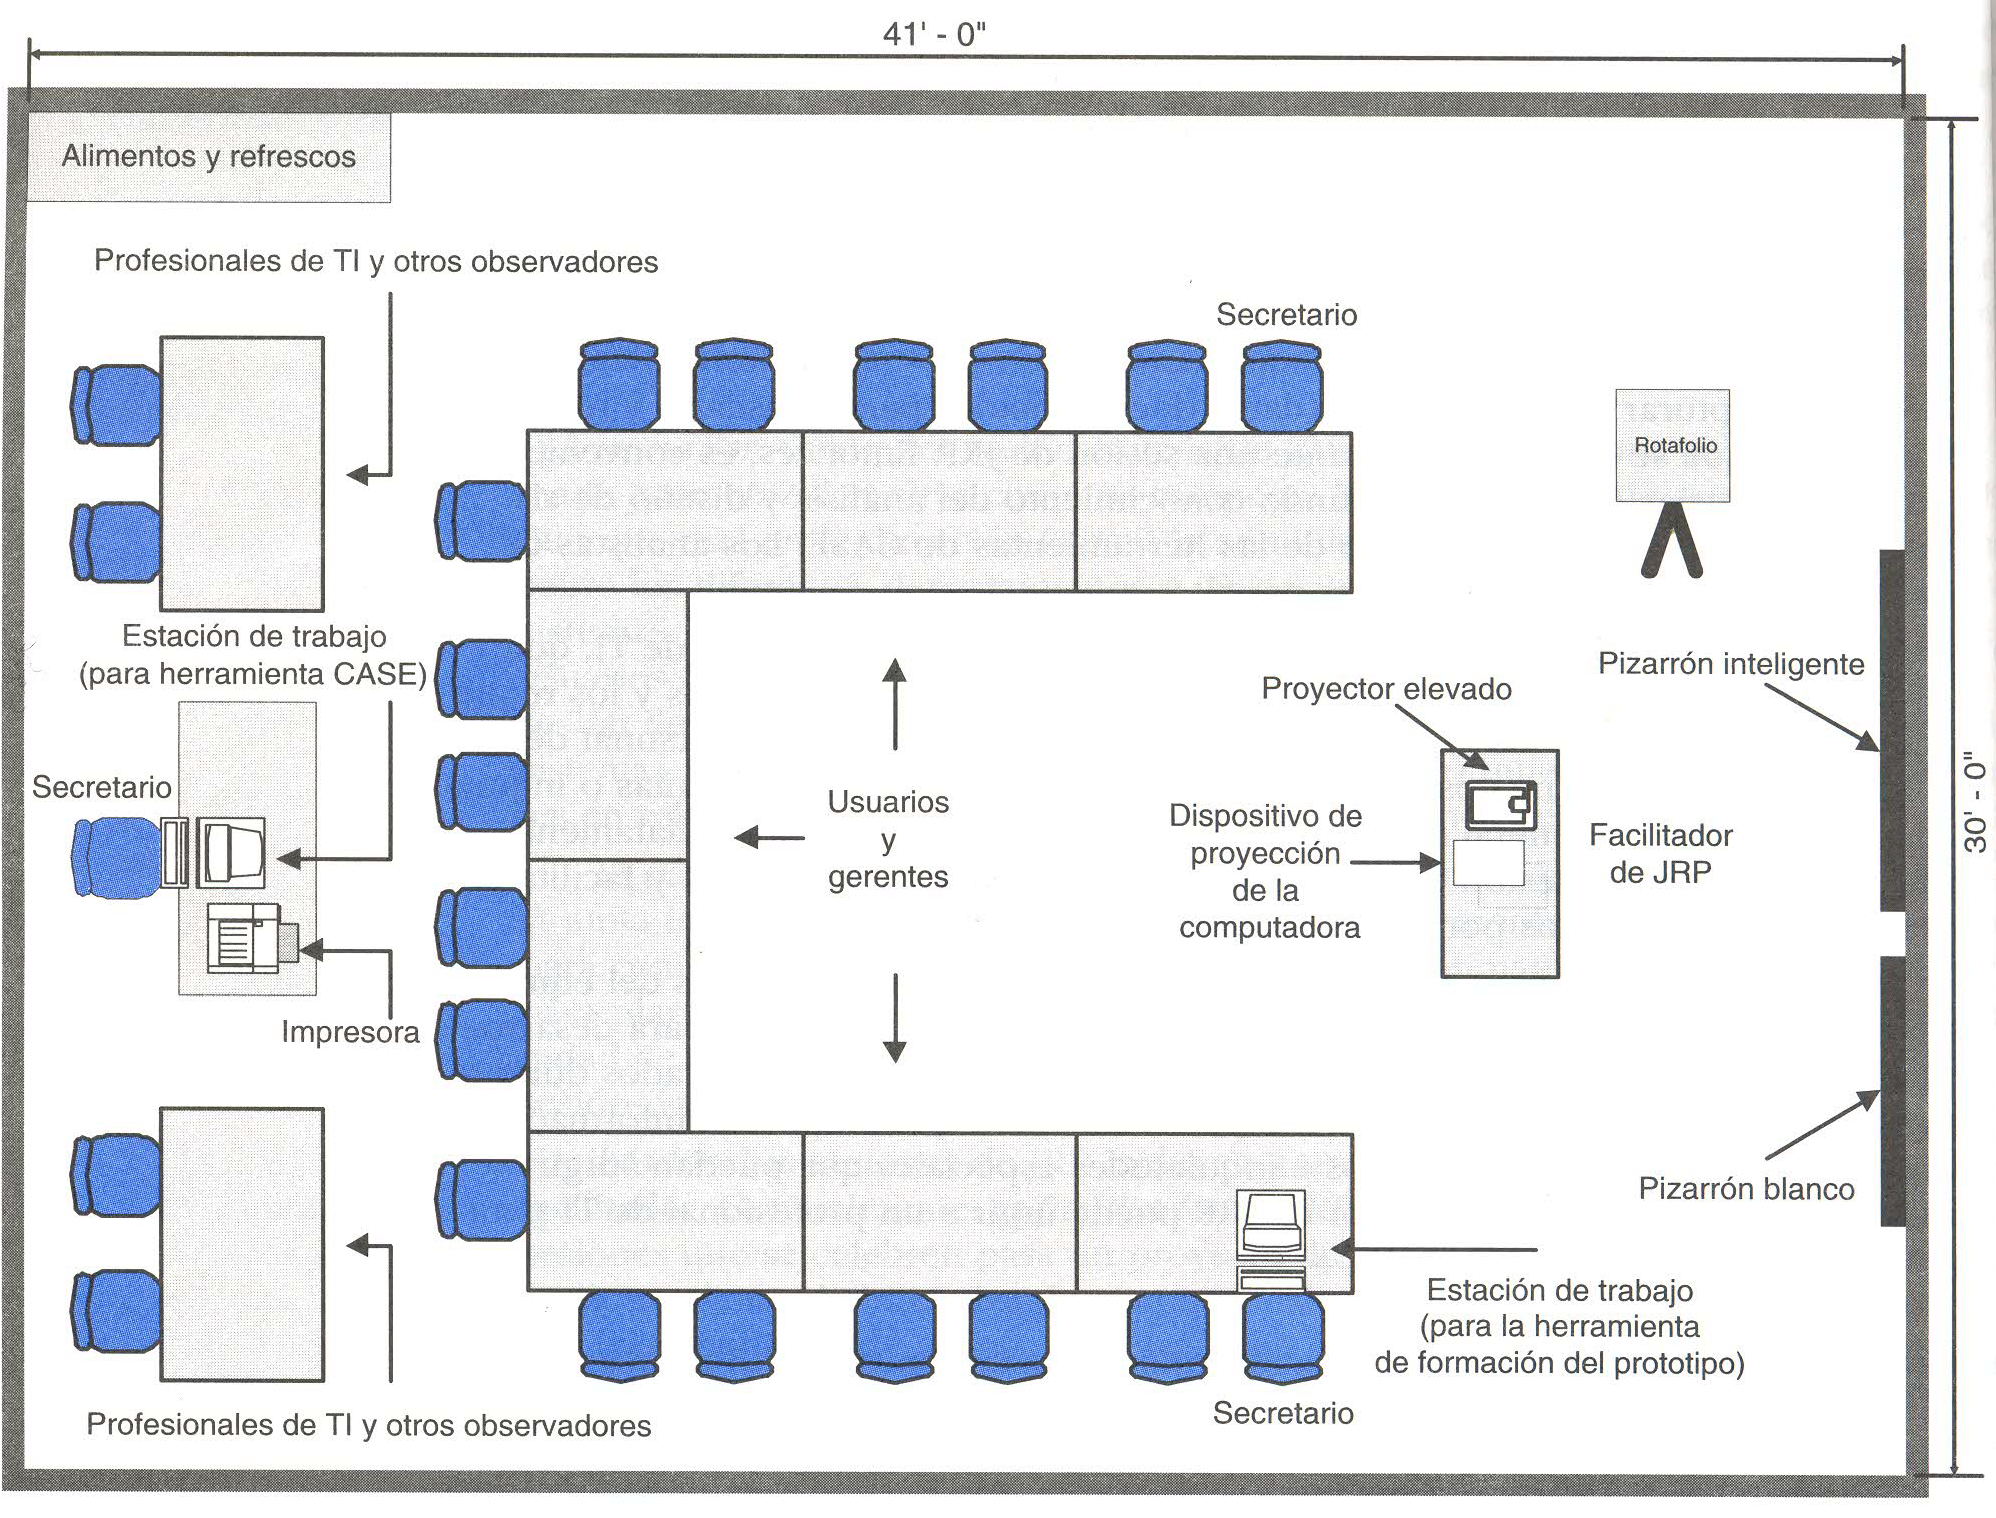 41' - 0"
Alimentos y refrescos
Profesionales de TI y otros observadores
Secretario
Rotafolio
Estación de trabajo
(para herramienta CASE)
Pizarrón inteligente
Proyector elevado
Secretario
Usuarios
y
gerentes
Dispositivo de
proyección
de la
computadora
Facilitador
de JRP
30' - 0"
Impresora
Pizarrón blanco
Estación de trabajo
(para la herramienta
de formación del prototipo)
Secretario
Profesionales de TI y otros observadores